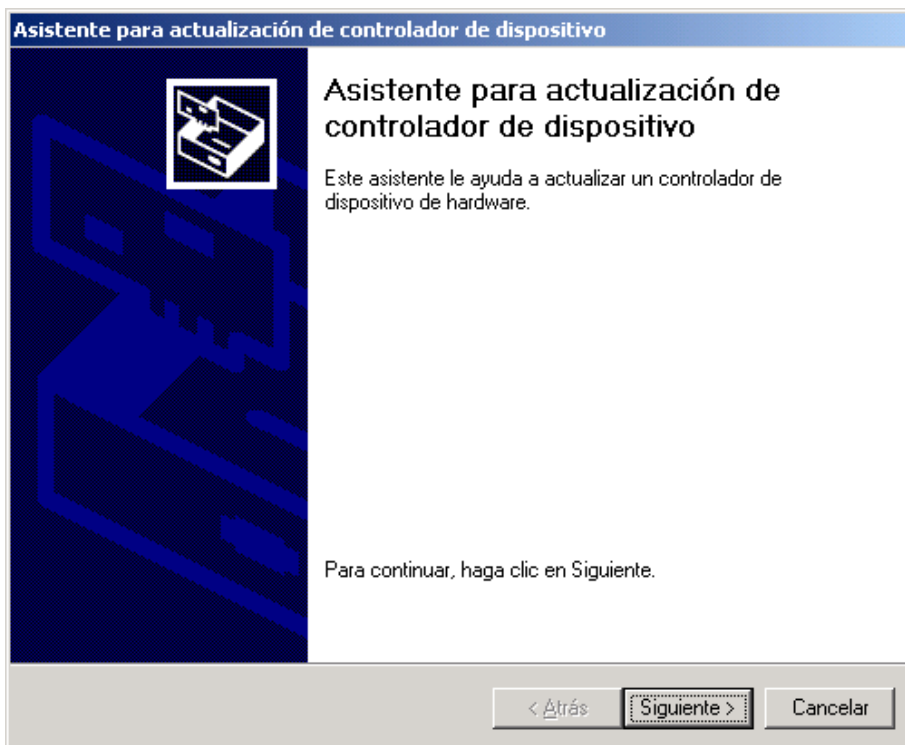 Asistente para actualización de controlador de dispositivo
Asistente para actualización de
controlador de dispositivo
Este asistente le ayuda a actualizar un controlador de
dispositivo de hardware.
Para continuar, haga clic en Siguiente.
< Atrás
Siguiente >
Cancelar